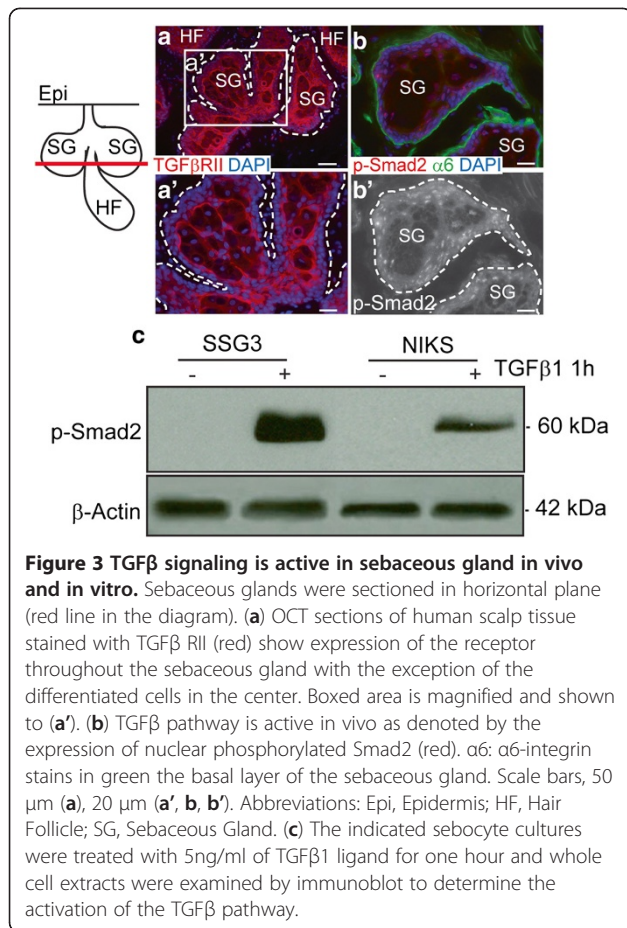 Epi
SG
SG
HF
a
HF
HF
a'
SG
SG
TGFβRII DAPI
b
SG
SG
p-Smad2 α6 DAPI
a'
b'
SG
SG
p-Smad2
c
SSG3
NIKS
-
+
-
+
TGFβ1 1h
p-Smad2
- 60 kDa
β-Actin
- 42 kDa
Figure 3 TGFβ signaling is active in sebaceous gland in vivo
and in vitro. Sebaceous glands were sectioned in horizontal plane
(red line in the diagram). (a) OCT sections of human scalp tissue
stained with TGFβ RII (red) show expression of the receptor
throughout the sebaceous gland with the exception of the
differentiated cells in the center. Boxed area is magnified and shown
to (a’). (b) TGFβ pathway is active in vivo as denoted by the
expression of nuclear phosphorylated Smad2 (red). α6: α6-integrin
stains in green the basal layer of the sebaceous gland. Scale bars, 50
μm (a), 20 μm (a’, b, b’). Abbreviations: Epi, Epidermis; HF, Hair
Follicle; SG, Sebaceous Gland. (c) The indicated sebocyte cultures
were treated with 5ng/ml of TGFβ1 ligand for one hour and whole
cell extracts were examined by immunoblot to determine the
activation of the TGFβ pathway.